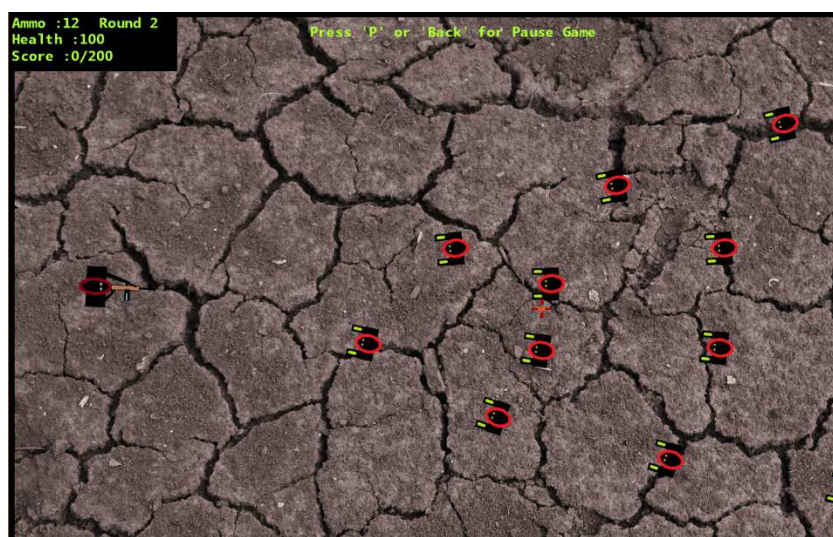 Ammo :12 Round 2
Health :100
Score :0/200
Press 'P' or 'Back' for Pause Game